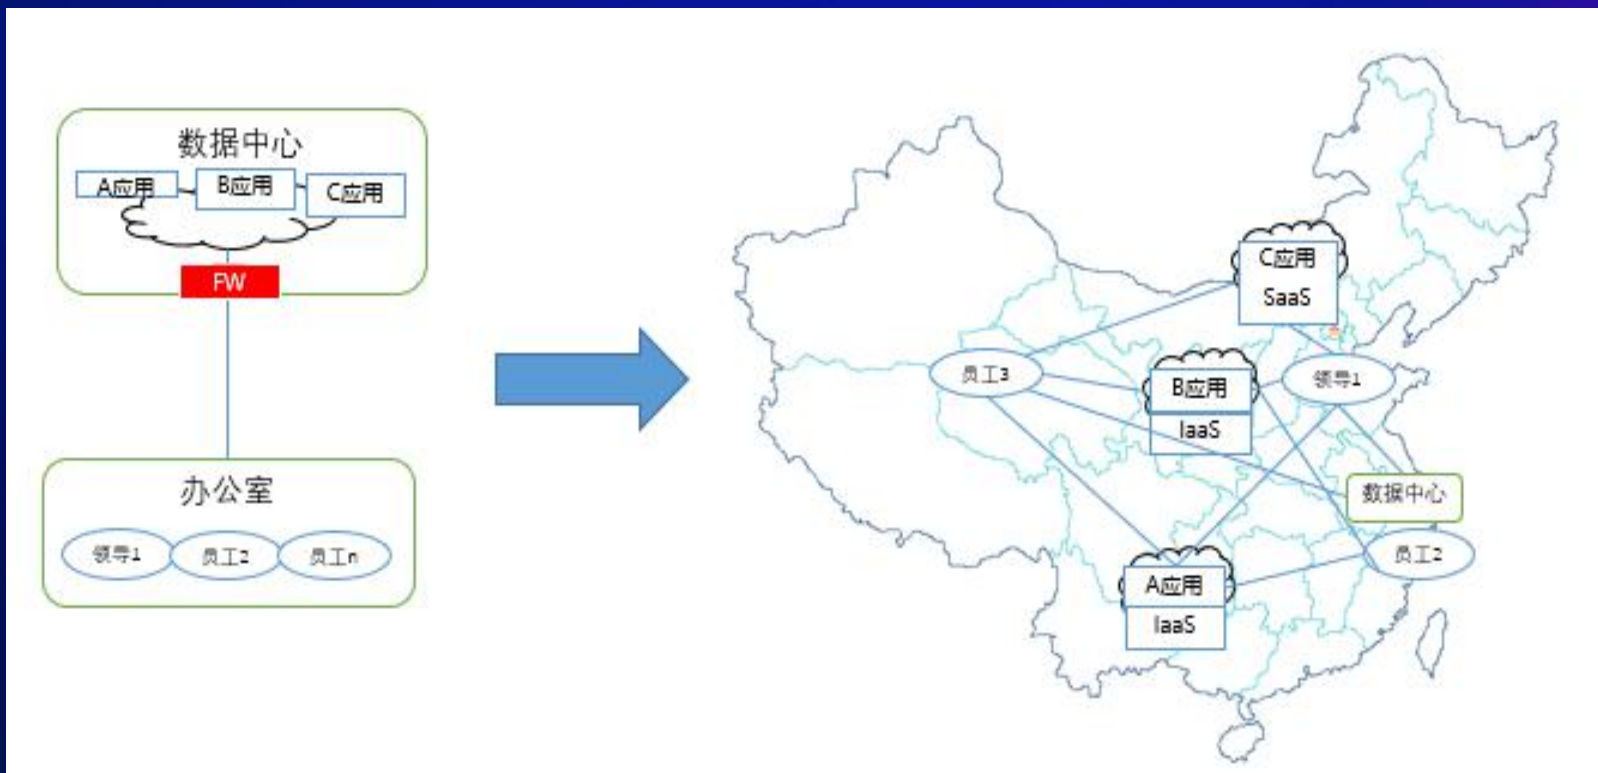 数据中心
A应用
B应用
C应用
FW
办公室
领导1
员工2
员工n
C应用
SaaS
员工3
B应用
IaaS
领导1
数据中心
员工2
A应用
IaaS